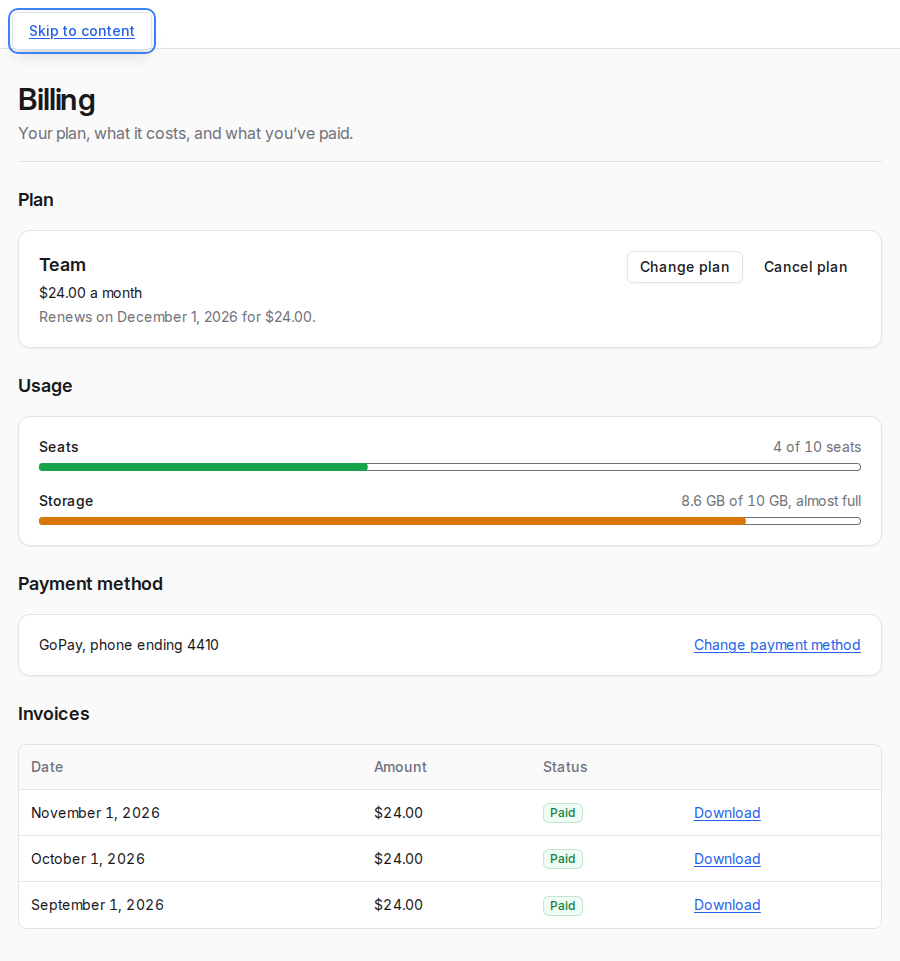 Skip to content
Billing
Your plan, what it costs, and what you’ve paid.
Plan
Team
Change plan
Cancel plan
$24.00 a month
Renews on December 1, 2026 for $24.00.
Usage
Seats
4 of 10 seats
Storage
8.6 GB of 10 GB, almost full
Payment method
GoPay, phone ending 4410
Change payment method
Invoices
Date Amount Status
November 1, 2026 $24.00 Paid Download
October 1, 2026 $24.00 Paid Download
September 1, 2026 $24.00 Paid Download